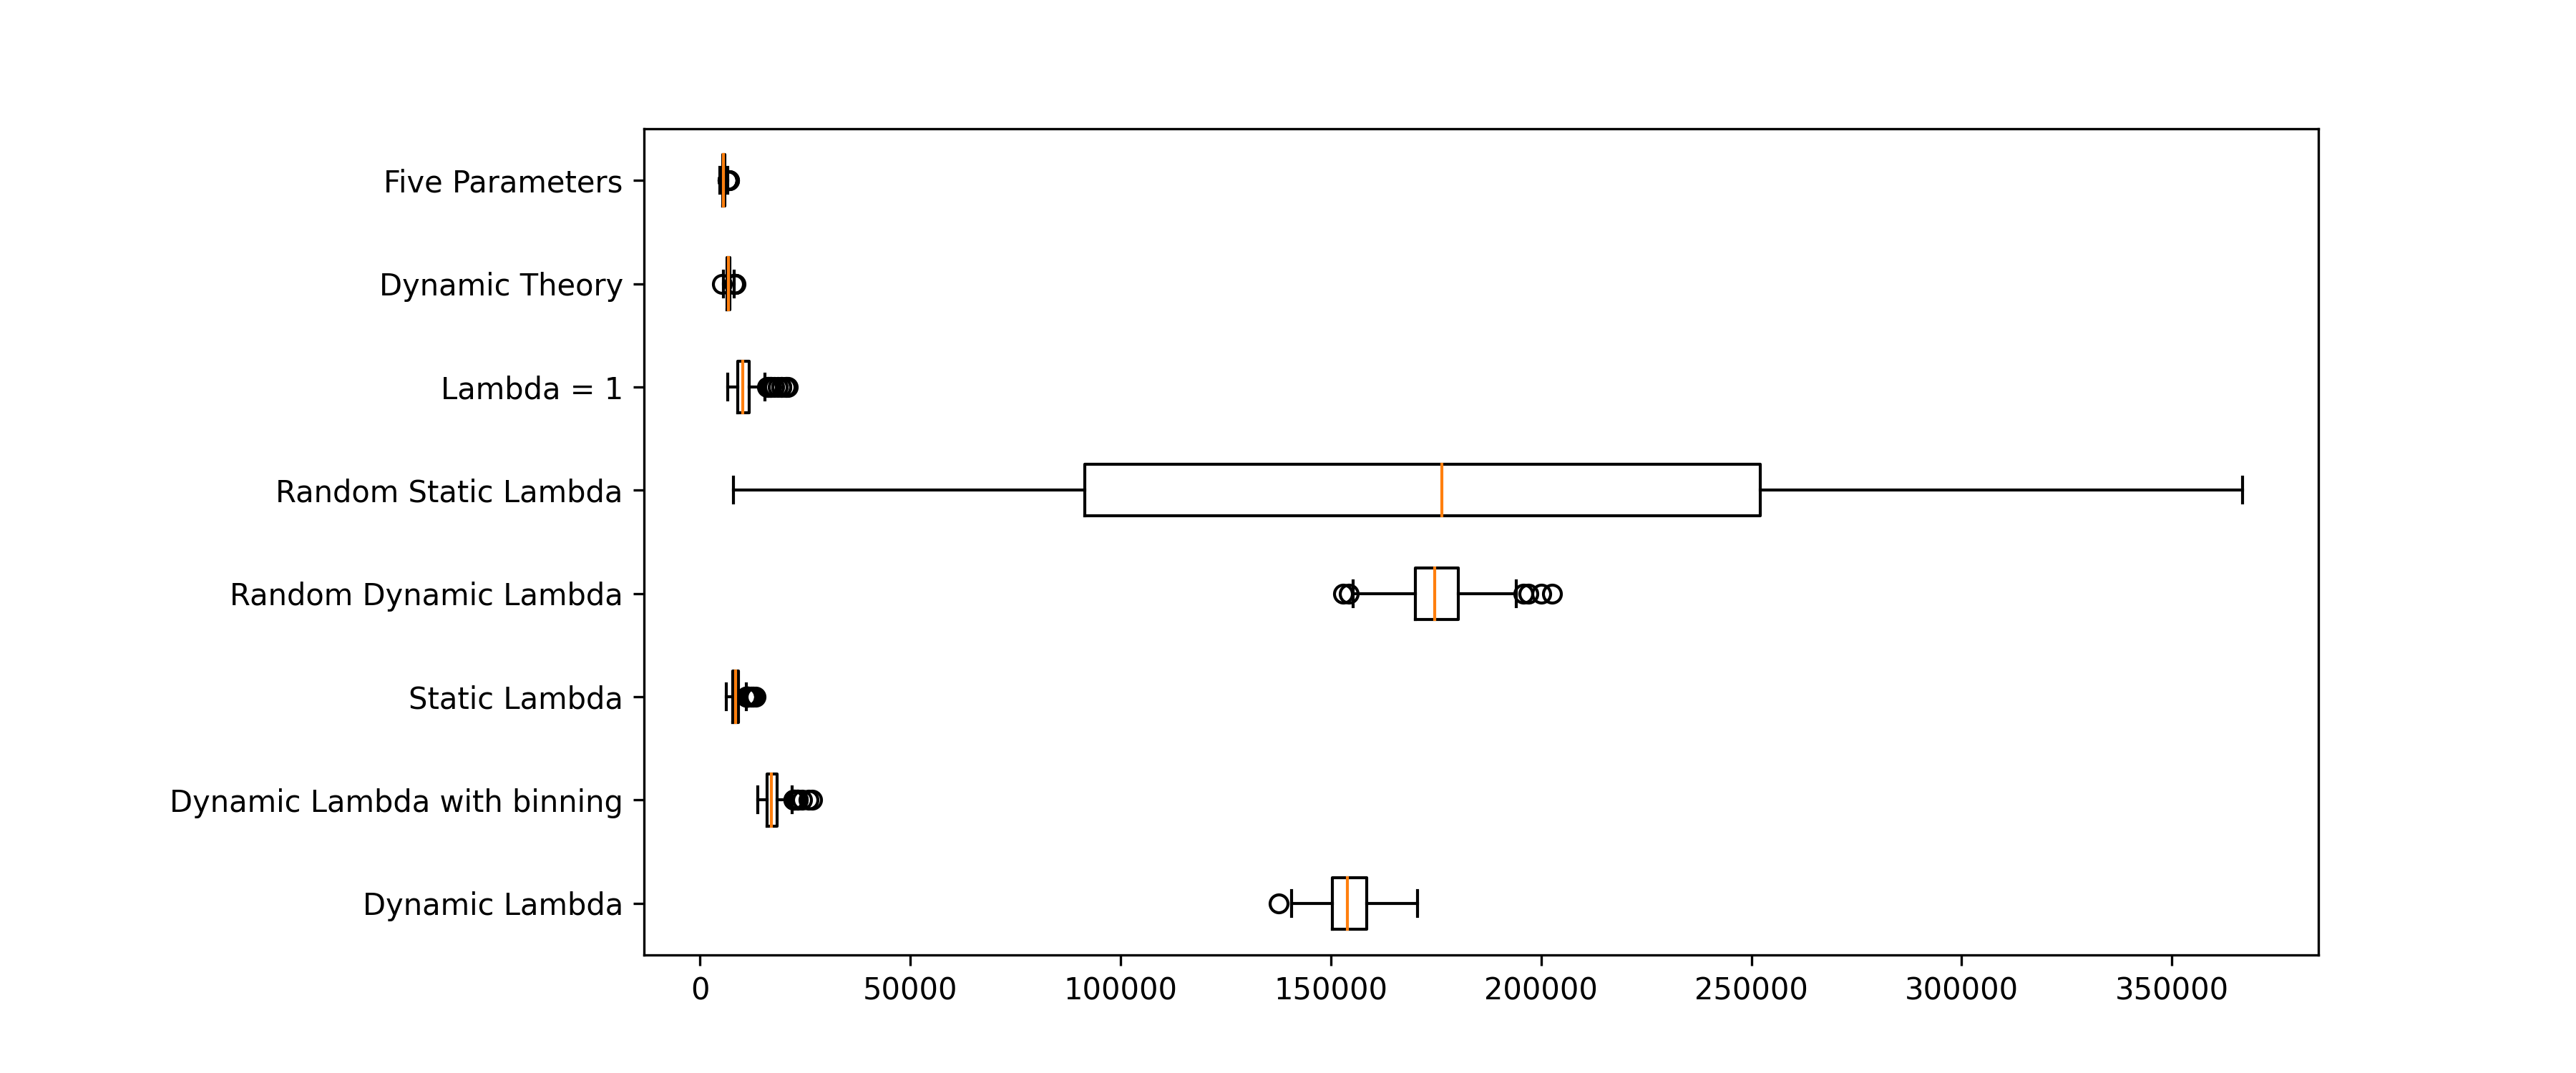 Five Parameters
Dynamic Theory
Lambda = 1
Random Static Lambda
Random Dynamic Lambda
Static Lambda
Dynamic Lambda with binning
Dynamic Lambda
0 50000 100000 150000 200000 250000 300000 350000